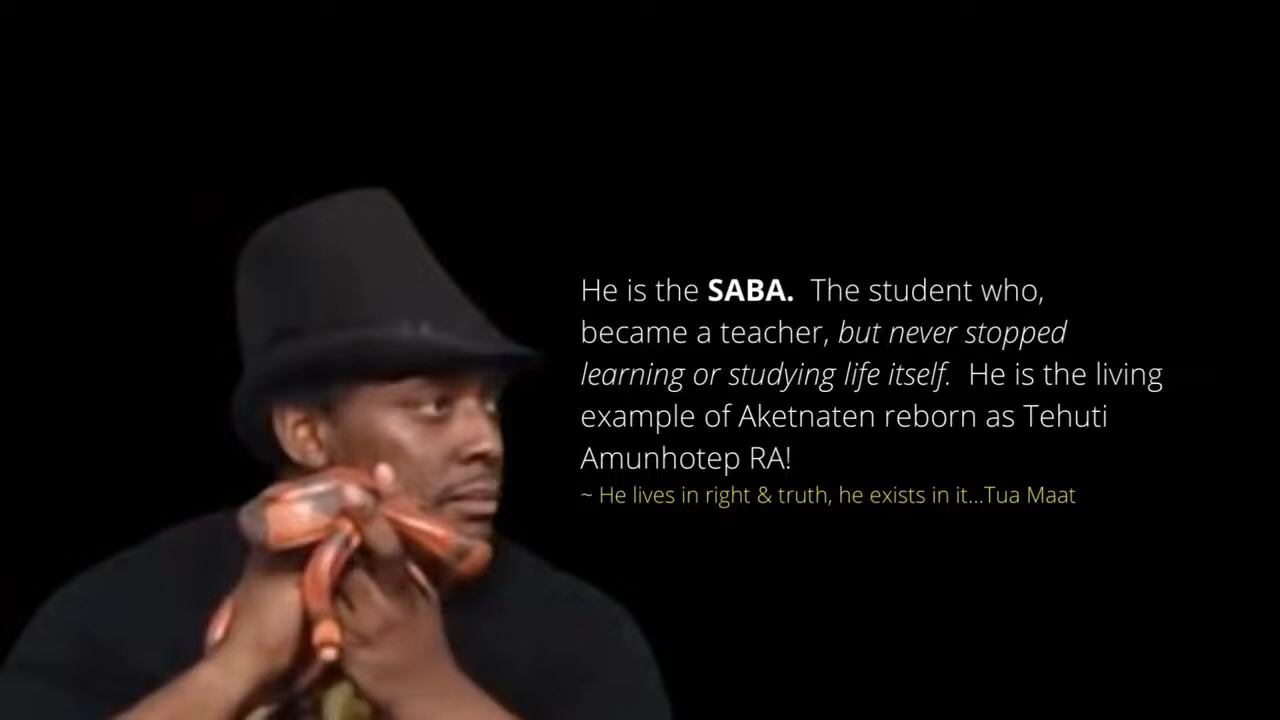 He is the SABA.  The student who,
became a teacher, but never stopped
learning or studying life itself.  He is the living
example of Aketnaten reborn as Tehuti
Amunhotep RA!
~ He lives in right & truth, he exists in it...Tua Maat